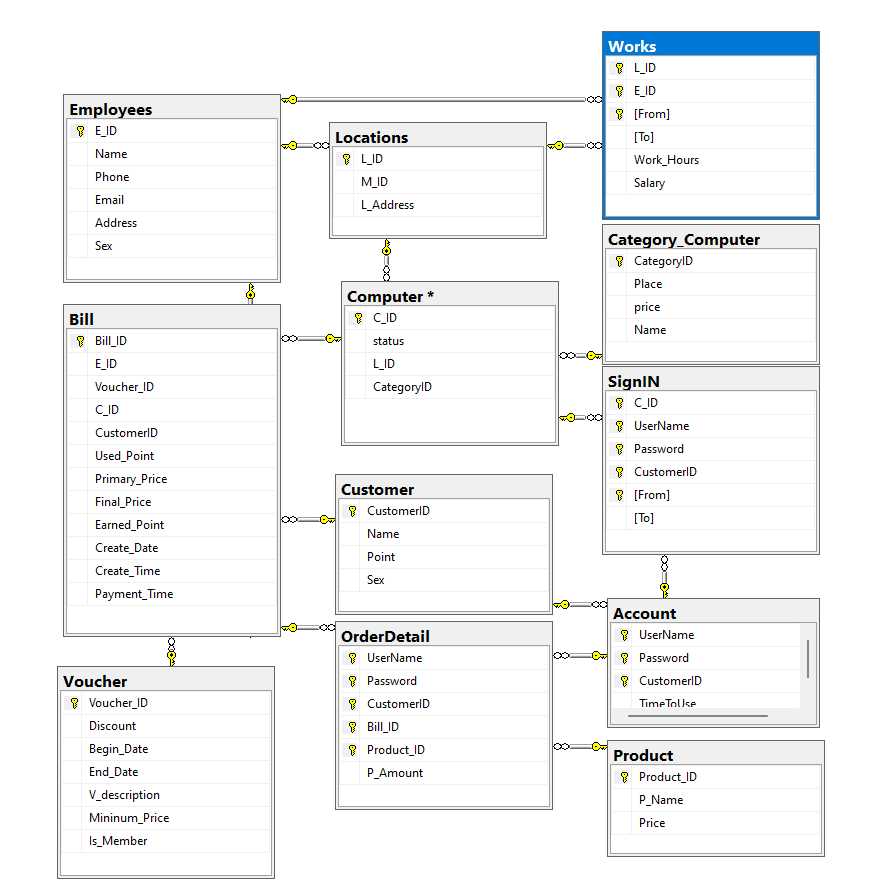 Works
L_ID
E_ID
[From]
[To]
Work_Hours
Salary
Employees
E_ID
Name
Phone
Email
Address
Sex
Locations
L_ID
M_ID
L_Address
Category_Computer
CategoryID
Place
price
Name
Computer *
C_ID
status
L_ID
CategoryID
Bill
Bill_ID
E_ID
Voucher_ID
C_ID
CustomerID
Used_Point
Primary_Price
Final_Price
Earned_Point
Create_Date
Create_Time
Payment_Time
SignIN
C_ID
UserName
Password
CustomerID
[From]
[To]
Customer
CustomerID
Name
Point
Sex
Account
UserName
Password
CustomerID
TimeToUse
OrderDetail
UserName
Password
CustomerID
Bill_ID
Product_ID
P_Amount
Voucher
Voucher_ID
Discount
Begin_Date
End_Date
V_description
Mininum_Price
Is_Member
Product
Product_ID
P_Name
Price